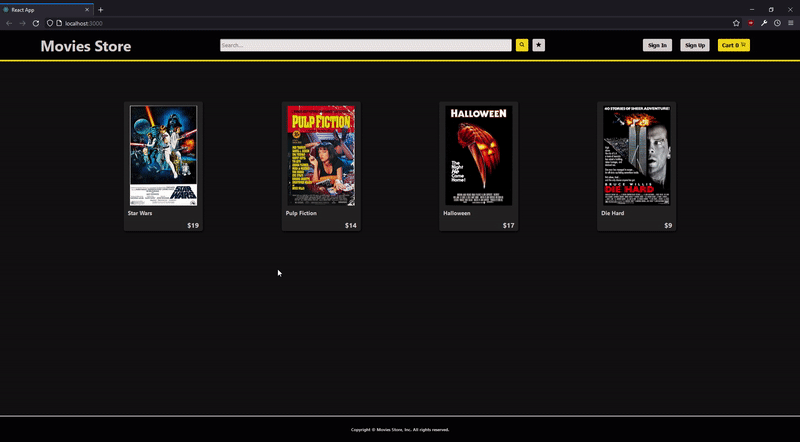 React App
localhost:3000
Movies Store
Search...
Sign In
Sign Up
Cart 0
STAR WARS
Star Wars
$19
PULP FICTION
Pulp Fiction
$14
HALLOWEEN
The Night HE Came Home!
Halloween
$17
40 STORIES OF SHEER ADVENTURE!
BRUCE WILLIS
DIE HARD
Die Hard
$9
Copyright © Movies Store, Inc. All rights reserved.